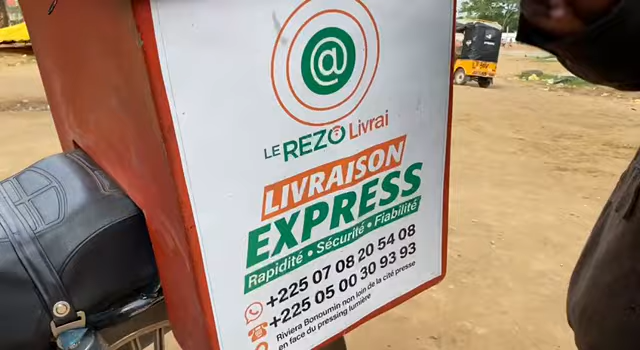 @
LE REZO Livrai
LIVRAISON
EXPRESS
Rapidité • Sécurité • Fiabilité
+225 07 08 20 54 08
+225 05 00 30 93 93
Riviera Bonoumin non loin de la cité presse
en face du pressing lumière